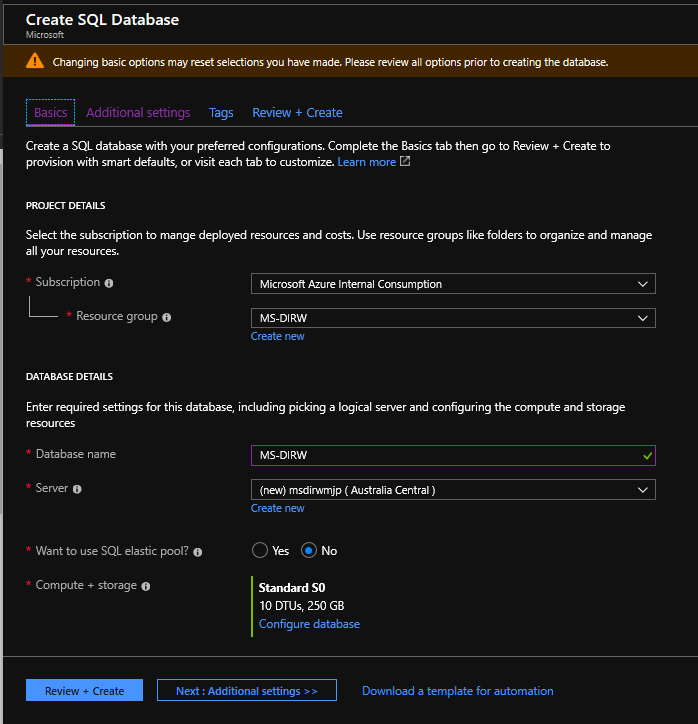 Create SQL Database
Microsoft
Changing basic options may reset selections you have made. Please review all options prior to creating the database.
Basics Additional settings Tags Review + Create
Create a SQL database with your preferred configurations. Complete the Basics tab then go to Review + Create to
provision with smart defaults, or visit each tab to customize. Learn more
PROJECT DETAILS
Select the subscription to mange deployed resources and costs. Use resource groups like folders to organize and manage
all your resources.
* Subscription Microsoft Azure Internal Consumption
* Resource group MS-DIRW
Create new
DATABASE DETAILS
Enter required settings for this database, including picking a logical server and configuring the compute and storage
resources
* Database name MS-DIRW
* Server (new) msdirwmjp ( Australia Central )
Create new
* Want to use SQL elastic pool? Yes No
* Compute + storage Standard S0
10 DTUs, 250 GB
Configure database
Review + Create Next : Additional settings >> Download a template for automation